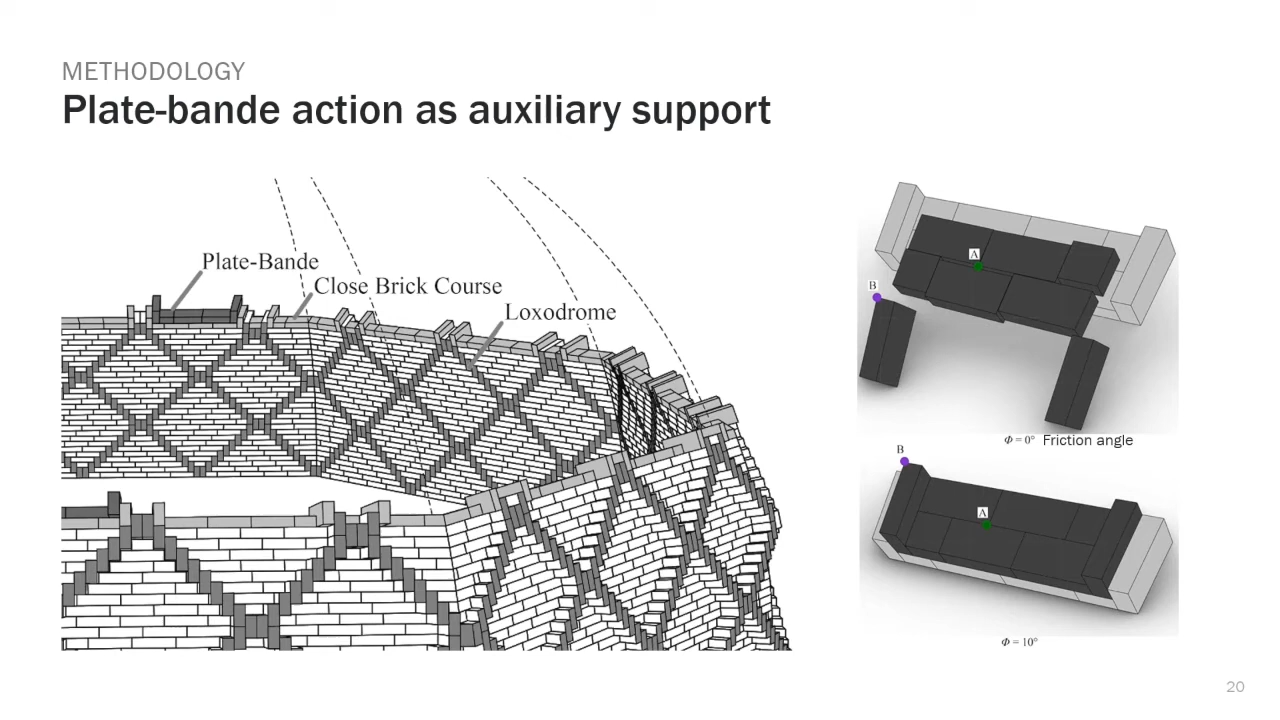 METHODOLOGY
Plate-bande action as auxiliary support
Plate-Bande
Close Brick Course
Loxodrome
A
B
Φ = 0° Friction angle
B
A
Φ = 10°
20